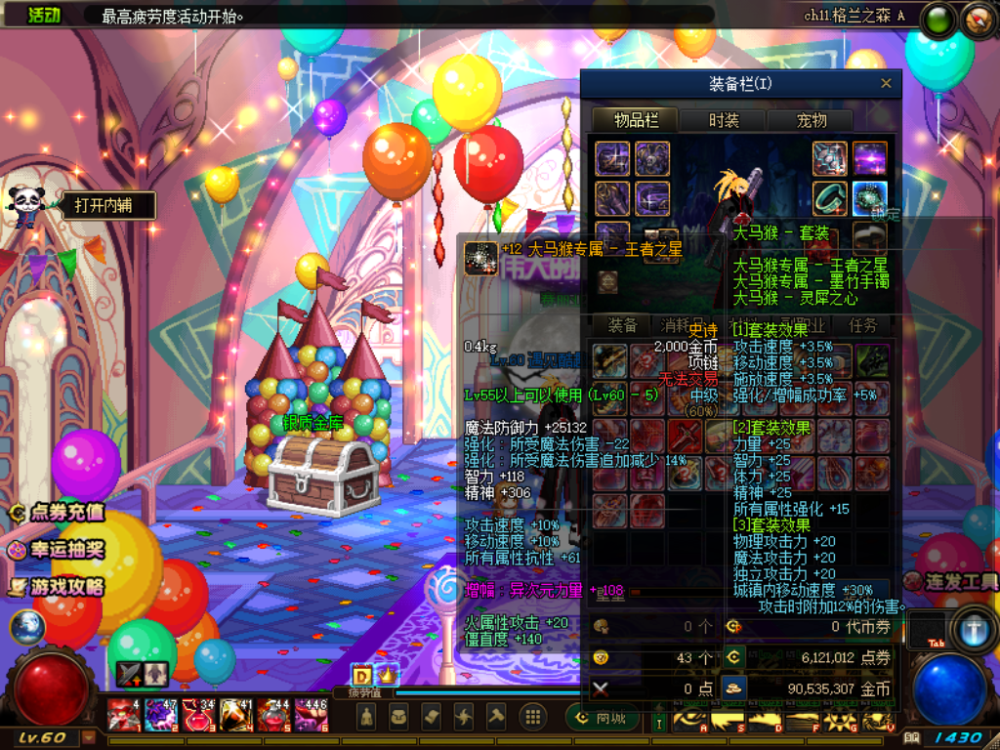 活动
最高疲劳度活动开始。
ch11.格兰之森 A
装备栏(I)
物品栏 时装 宠物
打开内辅
锁定
+12 大马猴专属 - 王者之星
史诗
0.4kg
2,000金币
项链
无法交易
Lv55以上可以使用 (Lv60 - 5)
中级
(60%)
魔法防御力 +25132
强化：所受魔法伤害 -22
强化：所受魔法伤害追加减少 14%
智力 +118
精神 +306
攻击速度 +10%
移动速度 +10%
所有属性抗性 +61
增幅：异次元力量 +108
火属性攻击 +20
僵直度 +140
大马猴 - 套装
大马猴专属 - 王者之星
大马猴专属 - 墨竹手镯
大马猴 - 灵犀之心
[1]套装效果
攻击速度 +3.5%
移动速度 +3.5%
施放速度 +3.5%
强化/增幅成功率 +5%
[2]套装效果
力量 +25
智力 +25
体力 +25
精神 +25
所有属性强化 +15
[3]套装效果
物理攻击力 +20
魔法攻击力 +20
独立攻击力 +20
城镇内移动速度 +30%
攻击时附加12%的伤害。
装备 消耗品 任务
银质金库
点券充值
幸运抽奖
游戏攻略
连发工具
0 个 0 代币券
43 个 6,121,012 点券
0 点 90,535,307 金币
Tab
疲劳值
商城
Lv.60
1430